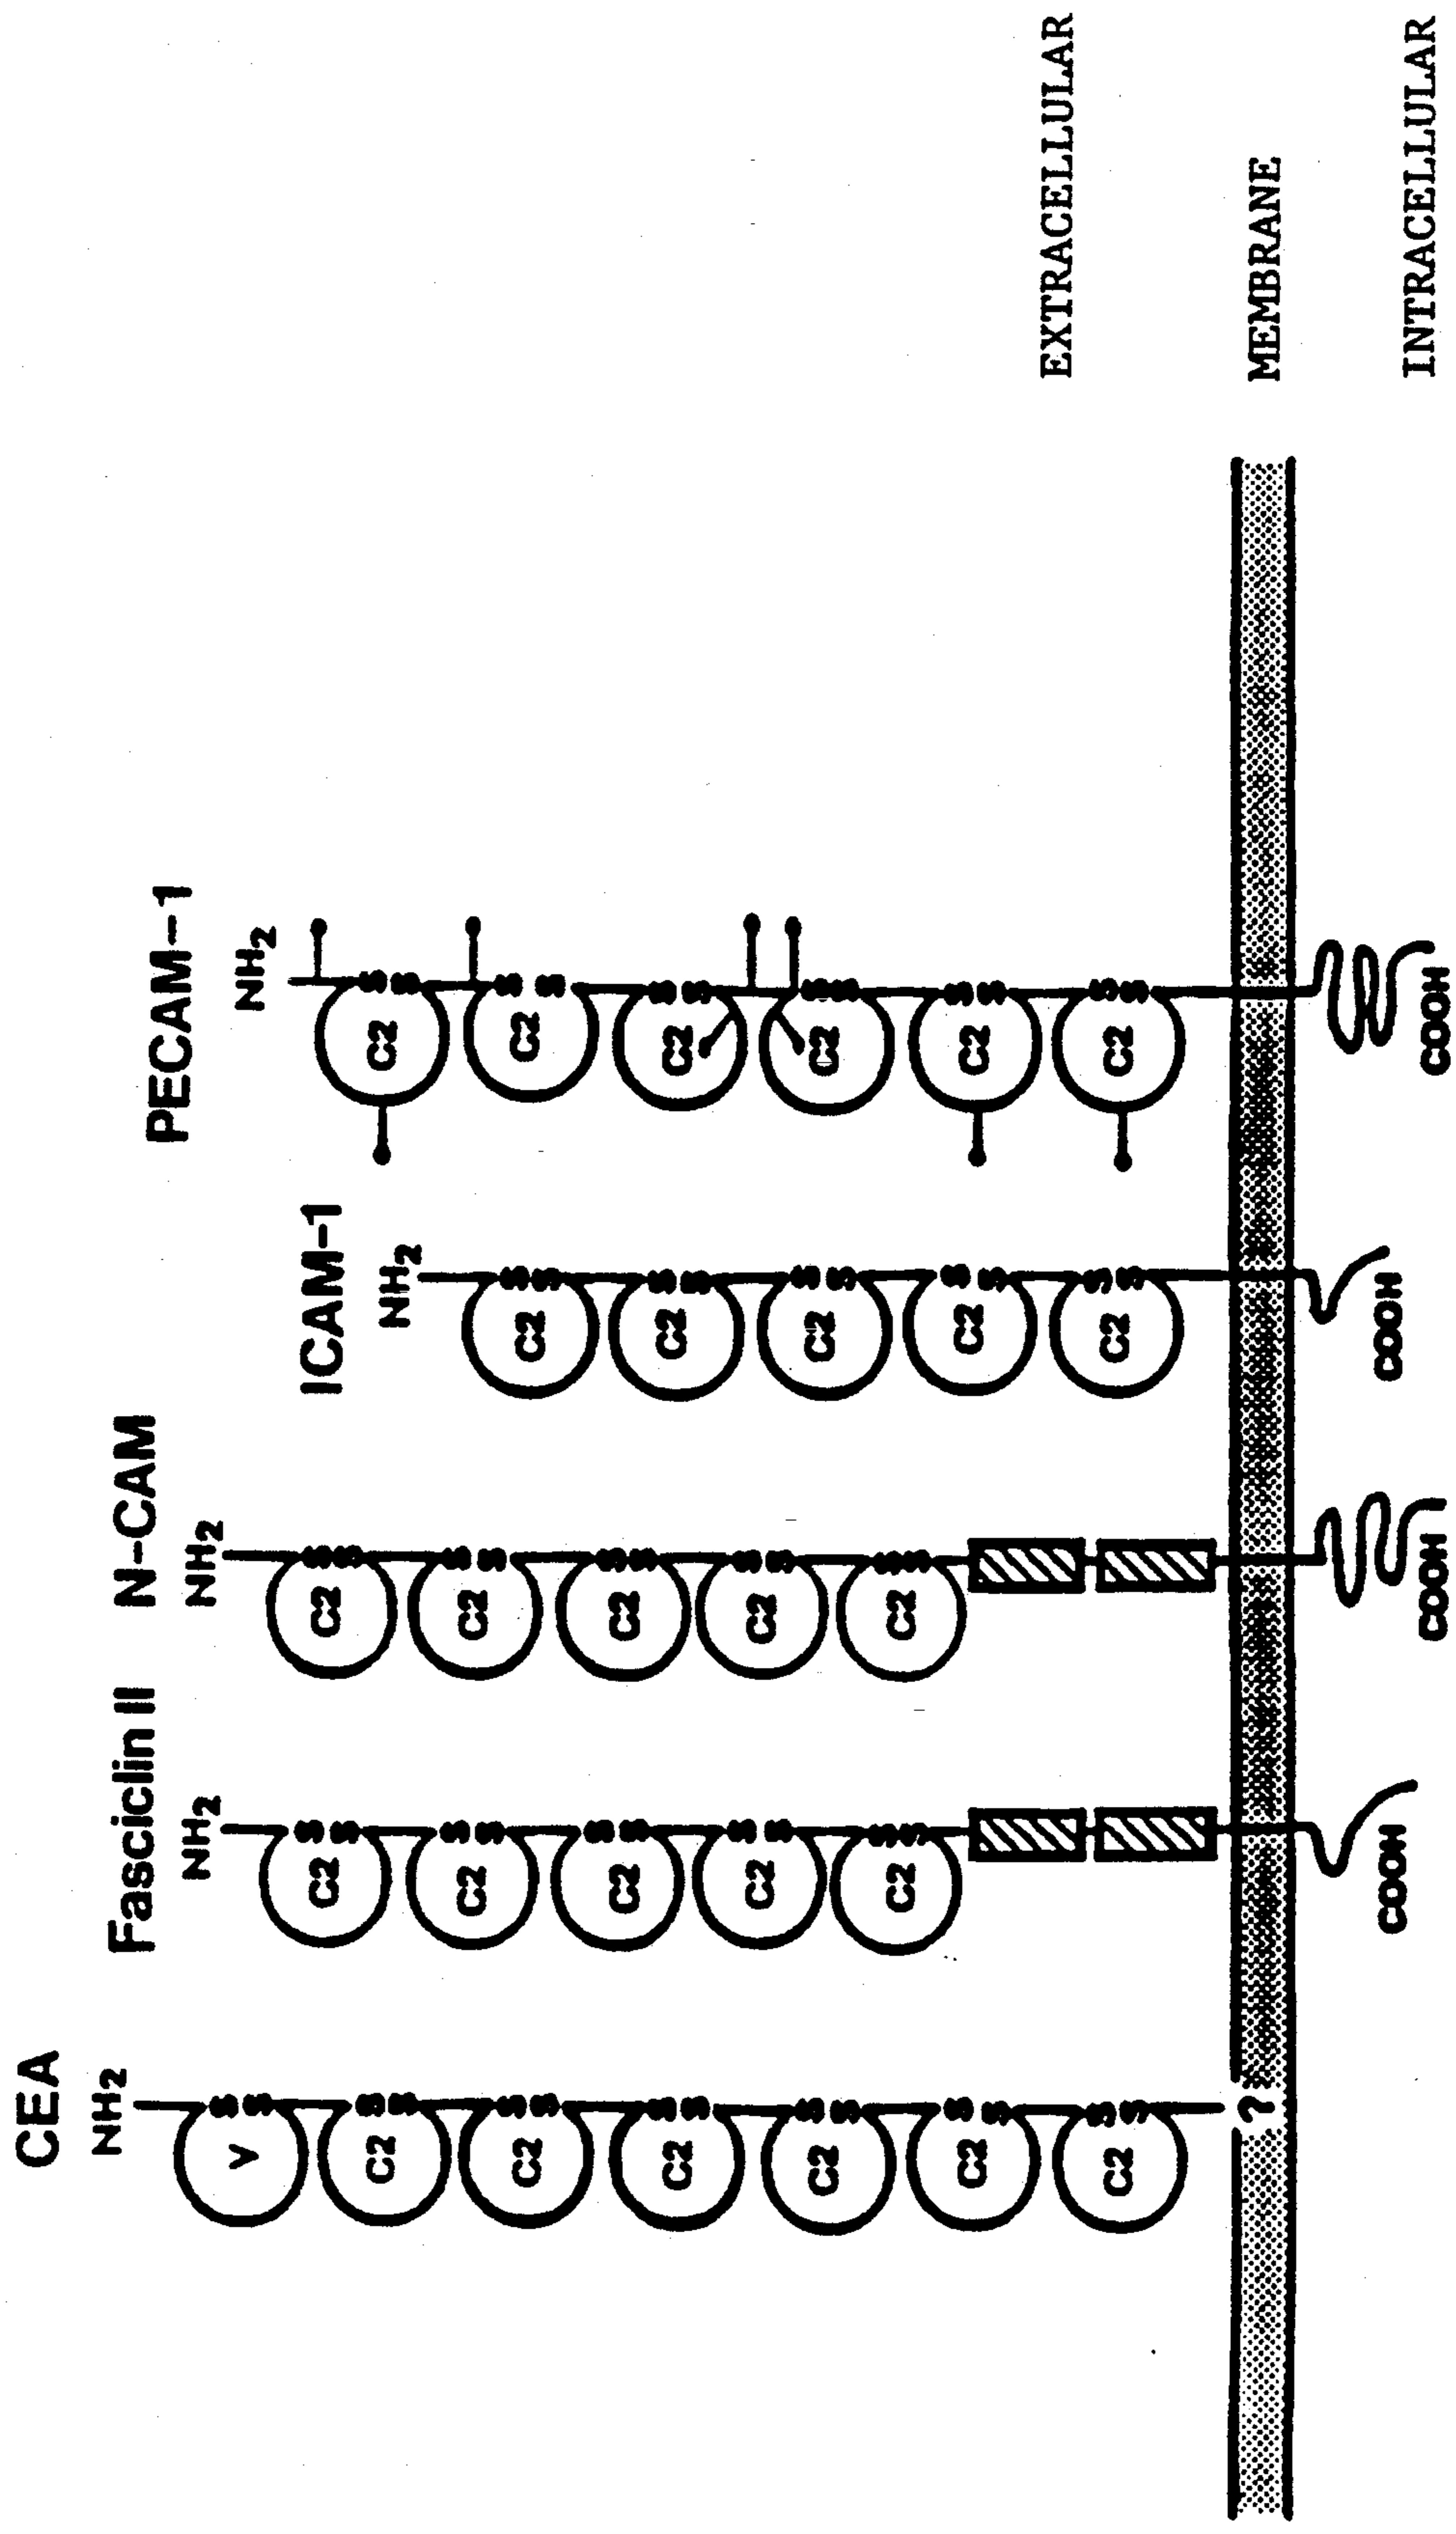 CEA
NH2
V
S S
C2
S S
C2
S S
C2
S S
C2
S S
C2
S S
C2
S S
?
Fasciclin II
NH2
C2
S S
C2
S S
C2
S S
C2
S S
C2
S S
COOH
N-CAM
NH2
C2
S S
C2
S S
C2
S S
C2
S S
C2
S S
COOH
ICAM-1
NH2
C2
S S
C2
S S
C2
S S
C2
S S
C2
S S
COOH
PECAM-1
NH2
C2
S S
C2
S S
C2
S S
C2
S S
C2
S S
C2
S S
COOH
EXTRACELLULAR
MEMBRANE
INTRACELLULAR